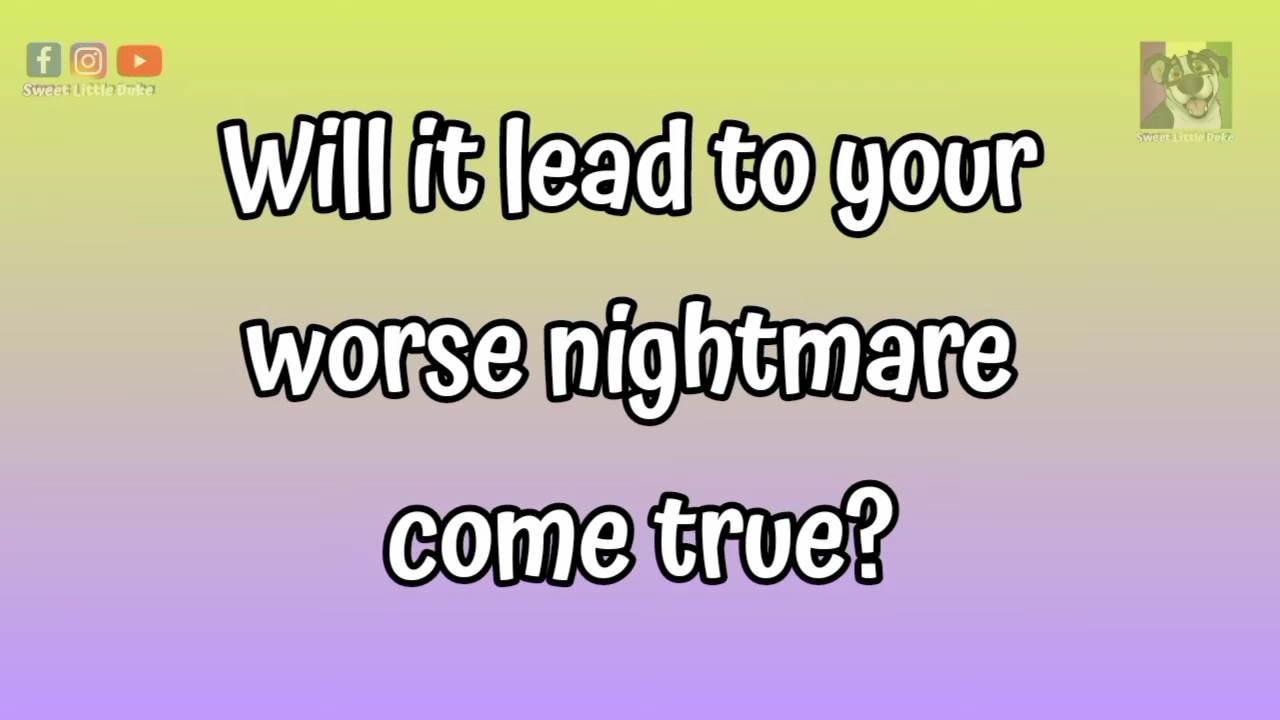 Sweet Little Duke
Sweet Little Duke
Will it lead to your
worse nightmare
come true?